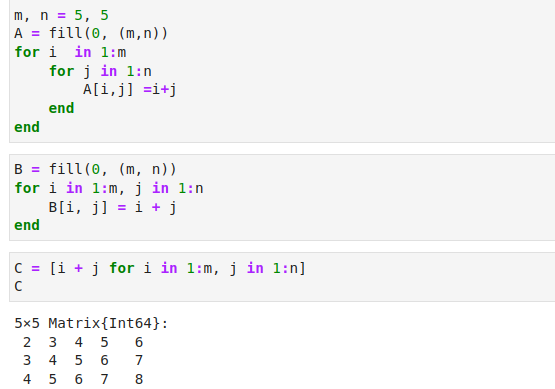 m, n = 5, 5
A = fill(0, (m,n))
for i  in 1:m
    for j in 1:n
        A[i,j] =i+j
    end
end
B = fill(0, (m, n))
for i in 1:m, j in 1:n
    B[i, j] = i + j
end
C = [i + j for i in 1:m, j in 1:n]
C
5×5 Matrix{Int64}:
 2  3  4  5   6
 3  4  5  6   7
 4  5  6  7   8